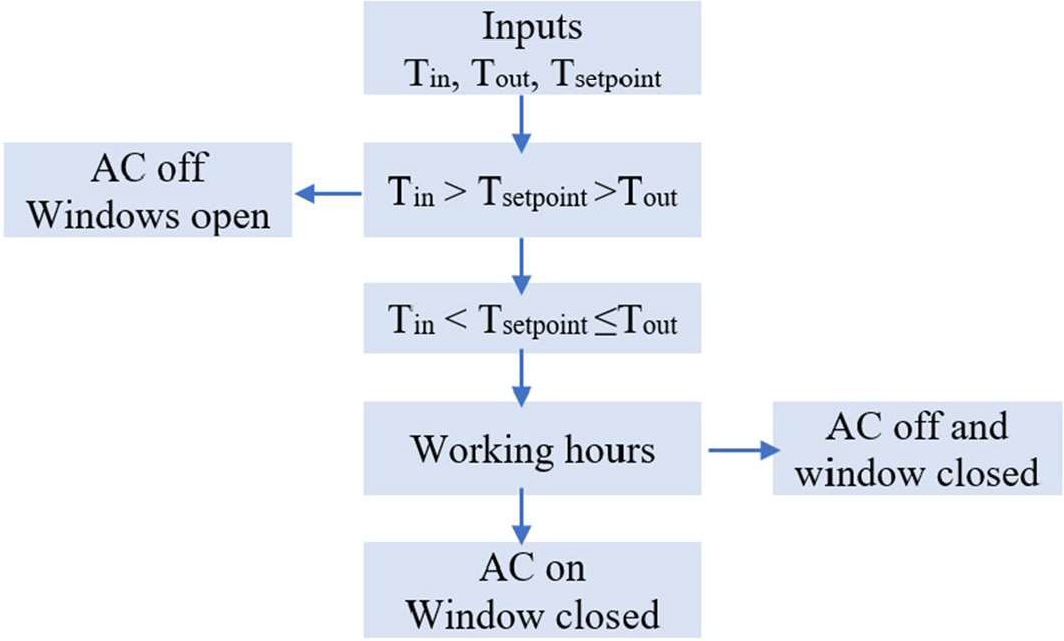 Inputs
Tin, Tout, Tsetpoint
AC off
Windows open
Tin > Tsetpoint >Tout
Tin < Tsetpoint ≤Tout
Working hours
AC off and
window closed
AC on
Window closed